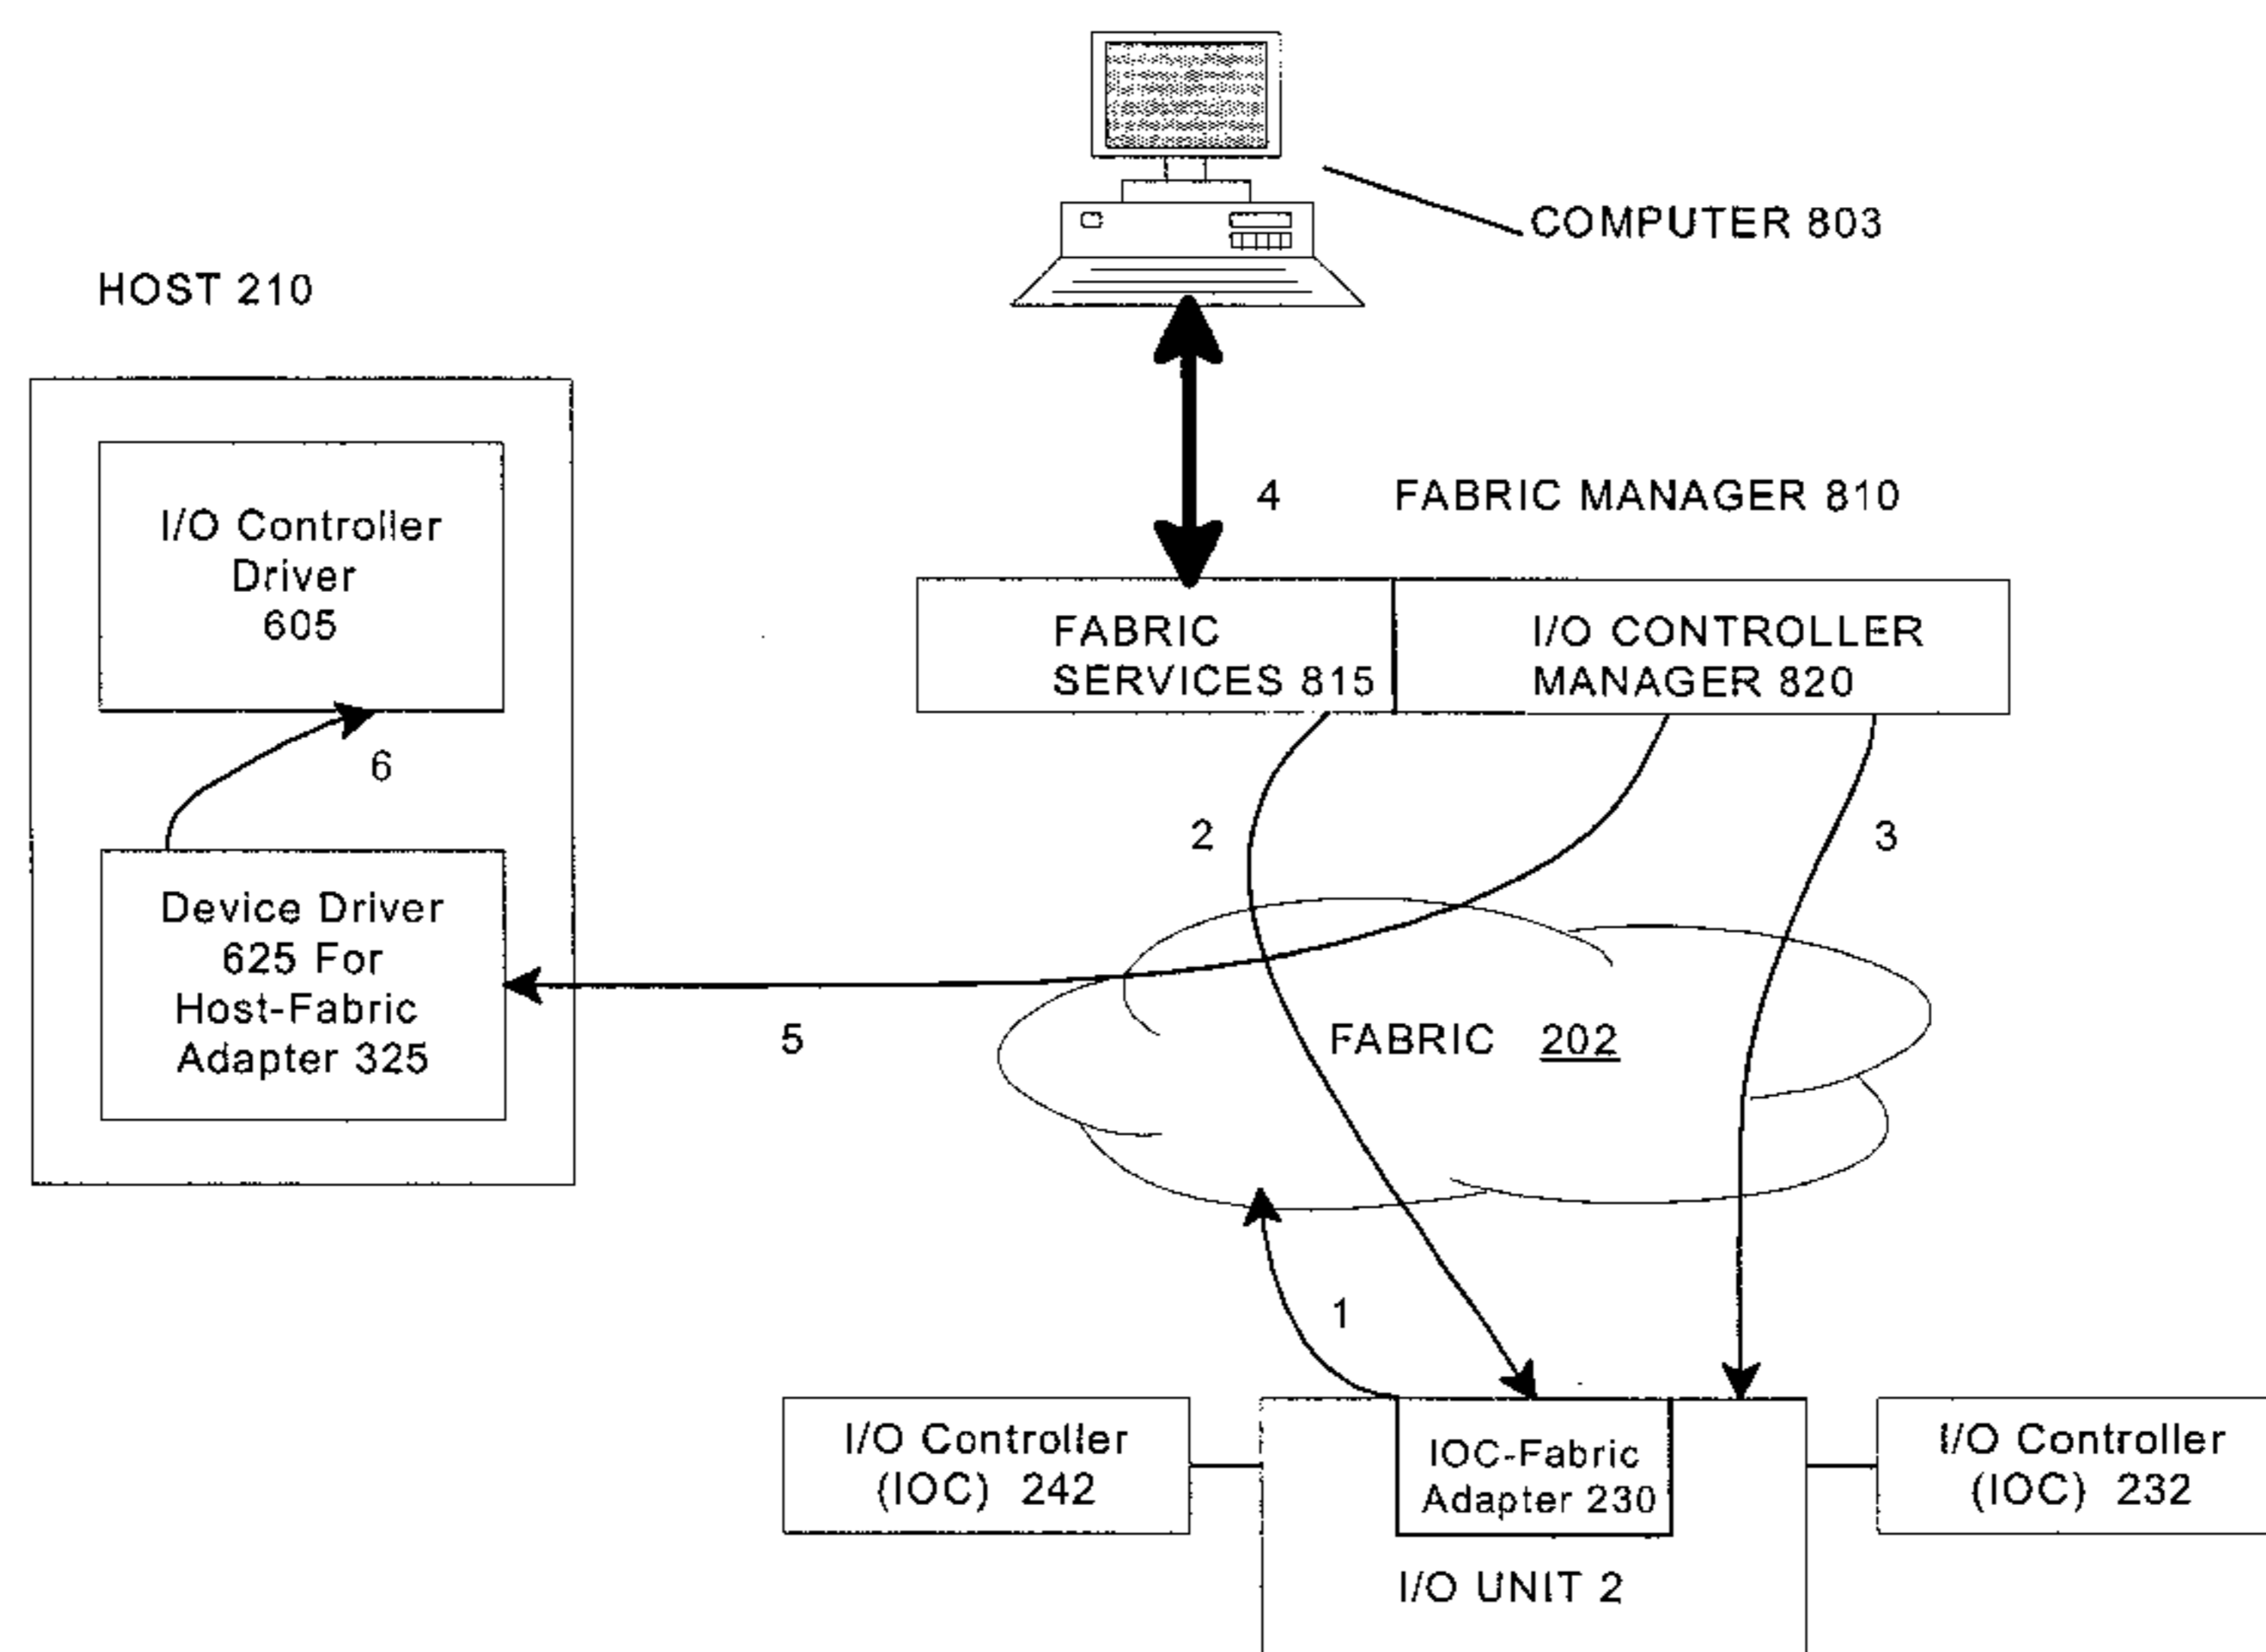 COMPUTER 803
HOST 210
4
FABRIC MANAGER 810
I/O Controller
Driver
605
FABRIC
SERVICES 815
I/O CONTROLLER
MANAGER 820
6
2
3
Device Driver
625 For
Host-Fabric
Adapter 325
5
FABRIC 202
1
I/O Controller
(IOC) 242
IOC-Fabric
Adapter 230
I/O Controller
(IOC) 232
I/O UNIT 2